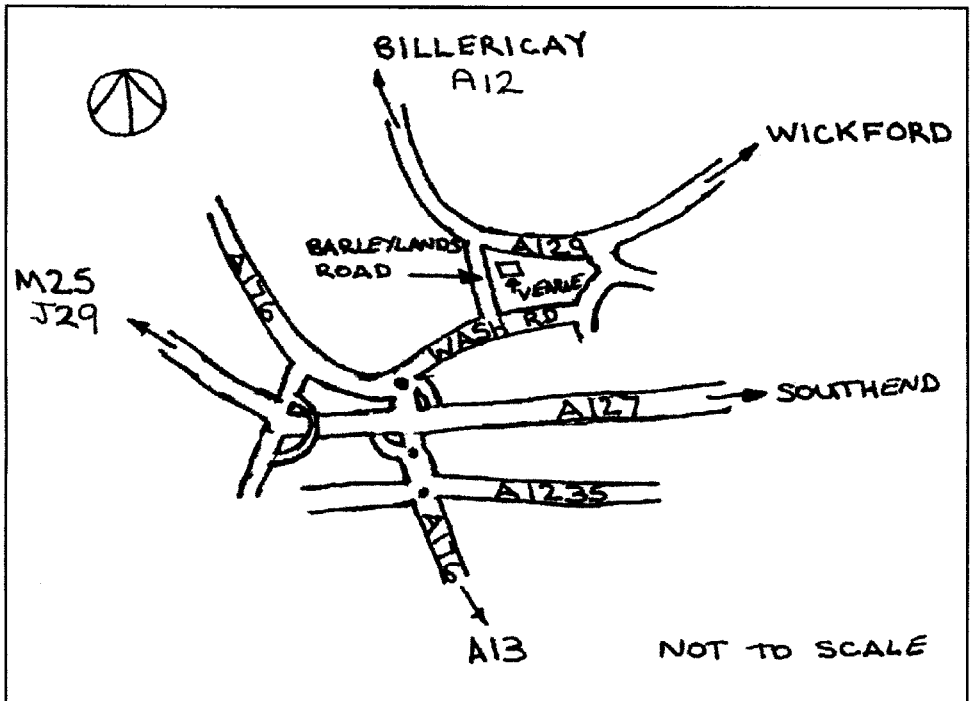 BILLERICAY
A12
WICKFORD
BARLEYLANDS
ROAD
A129
VENUE
A176
M25
J29
WASH RD
SOUTHEND
A127
A1235
A176
A13
NOT TO SCALE